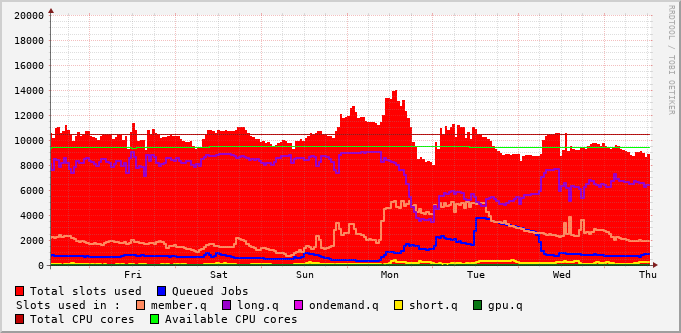 20000
18000
16000
14000
12000
10000
8000
6000
4000
2000
0
Fri Sat Sun Mon Tue Wed Thu
Total slots used Queued Jobs
Slots used in : member.q long.q ondemand.q short.q gpu.q
Total CPU cores Available CPU cores
RRDTOOL / TOBI OETIKER